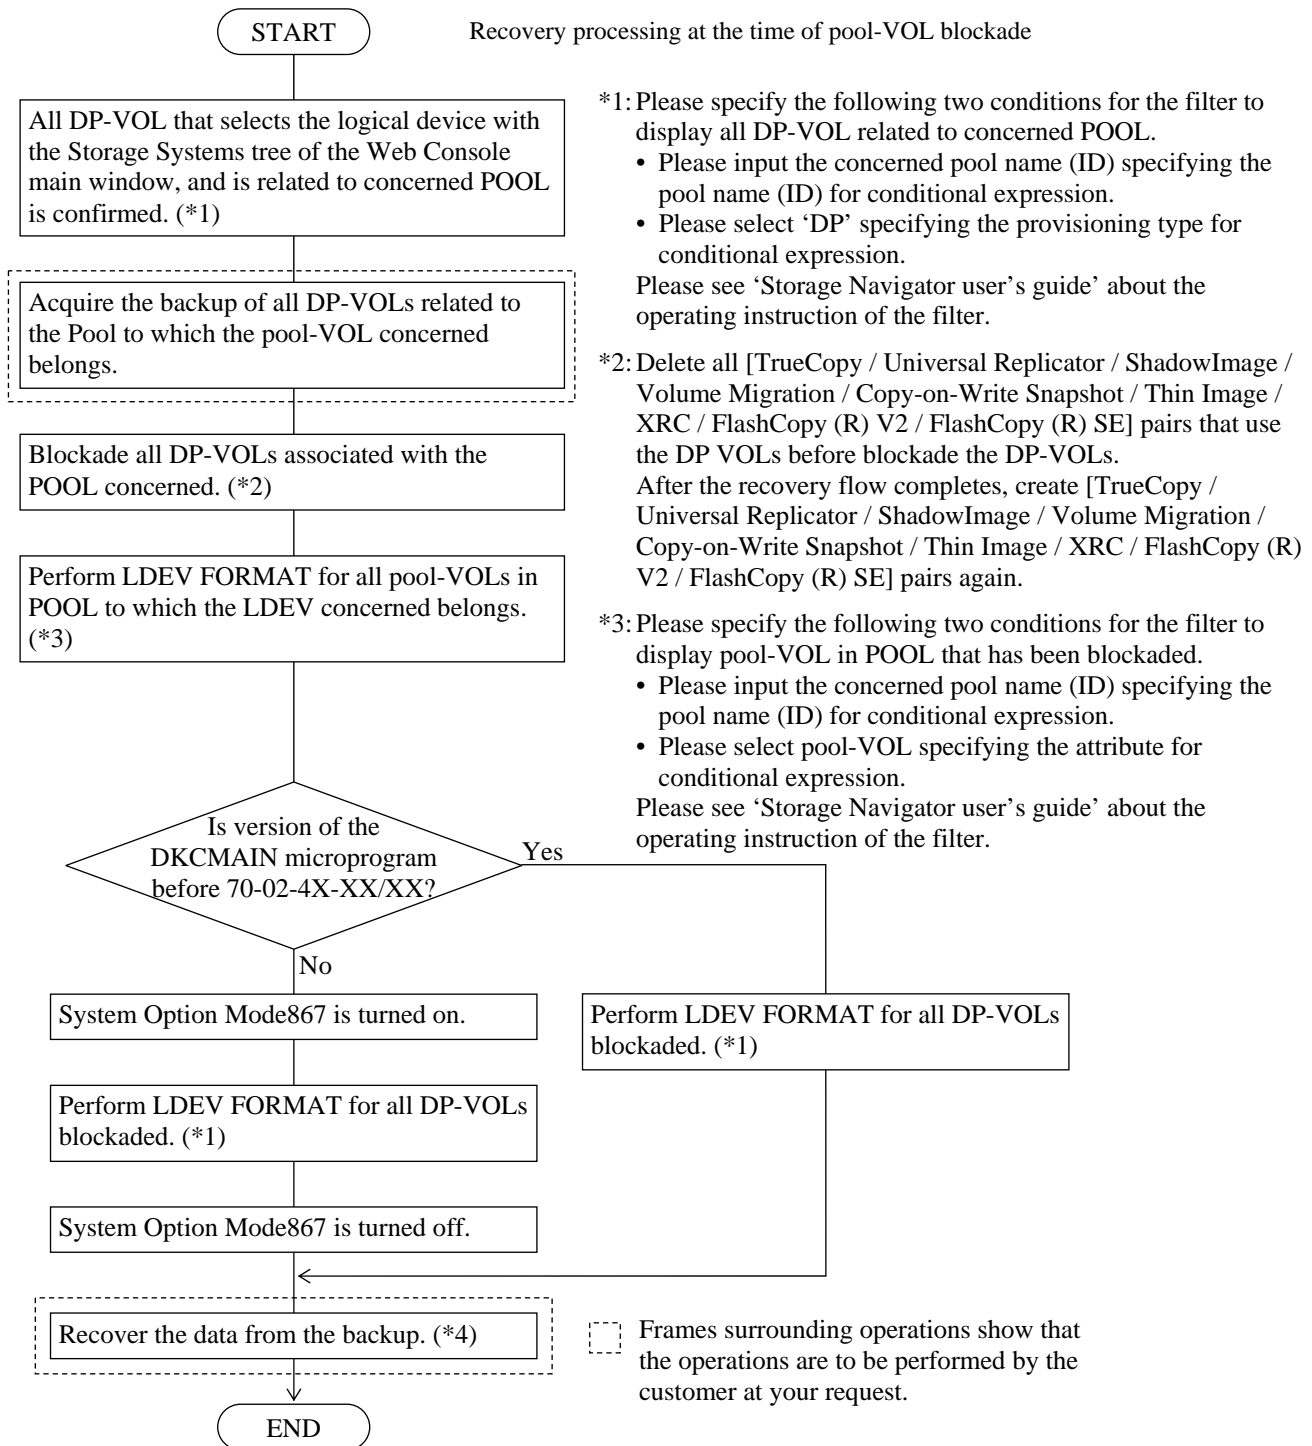 START
Recovery processing at the time of pool-VOL blockade
All DP-VOL that selects the logical device with
the Storage Systems tree of the Web Console
main window, and is related to concerned POOL
is confirmed. (*1)
Acquire the backup of all DP-VOLs related to
the Pool to which the pool-VOL concerned
belongs.
Blockade all DP-VOLs associated with the
POOL concerned. (*2)
Perform LDEV FORMAT for all pool-VOLs in
POOL to which the LDEV concerned belongs.
(*3)
*1: Please specify the following two conditions for the filter to
display all DP-VOL related to concerned POOL.
• Please input the concerned pool name (ID) specifying the
pool name (ID) for conditional expression.
• Please select ‘DP’ specifying the provisioning type for
conditional expression.
Please see ‘Storage Navigator user's guide’ about the
operating instruction of the filter.
*2: Delete all [TrueCopy / Universal Replicator / ShadowImage /
Volume Migration / Copy-on-Write Snapshot / Thin Image /
XRC / FlashCopy (R) V2 / FlashCopy (R) SE] pairs that use
the DP VOLs before blockade the DP-VOLs.
After the recovery flow completes, create [TrueCopy /
Universal Replicator / ShadowImage / Volume Migration /
Copy-on-Write Snapshot / Thin Image / XRC / FlashCopy (R)
V2 / FlashCopy (R) SE] pairs again.
*3: Please specify the following two conditions for the filter to
display pool-VOL in POOL that has been blockaded.
• Please input the concerned pool name (ID) specifying the
pool name (ID) for conditional expression.
• Please select pool-VOL specifying the attribute for
conditional expression.
Please see ‘Storage Navigator user's guide’ about the
operating instruction of the filter.
Is version of the
DKCMAIN microprogram
before 70-02-4X-XX/XX?
Yes
No
System Option Mode867 is turned on.
Perform LDEV FORMAT for all DP-VOLs
blockaded. (*1)
Perform LDEV FORMAT for all DP-VOLs
blockaded. (*1)
System Option Mode867 is turned off.
Recover the data from the backup. (*4)
Frames surrounding operations show that
the operations are to be performed by the
customer at your request.
END